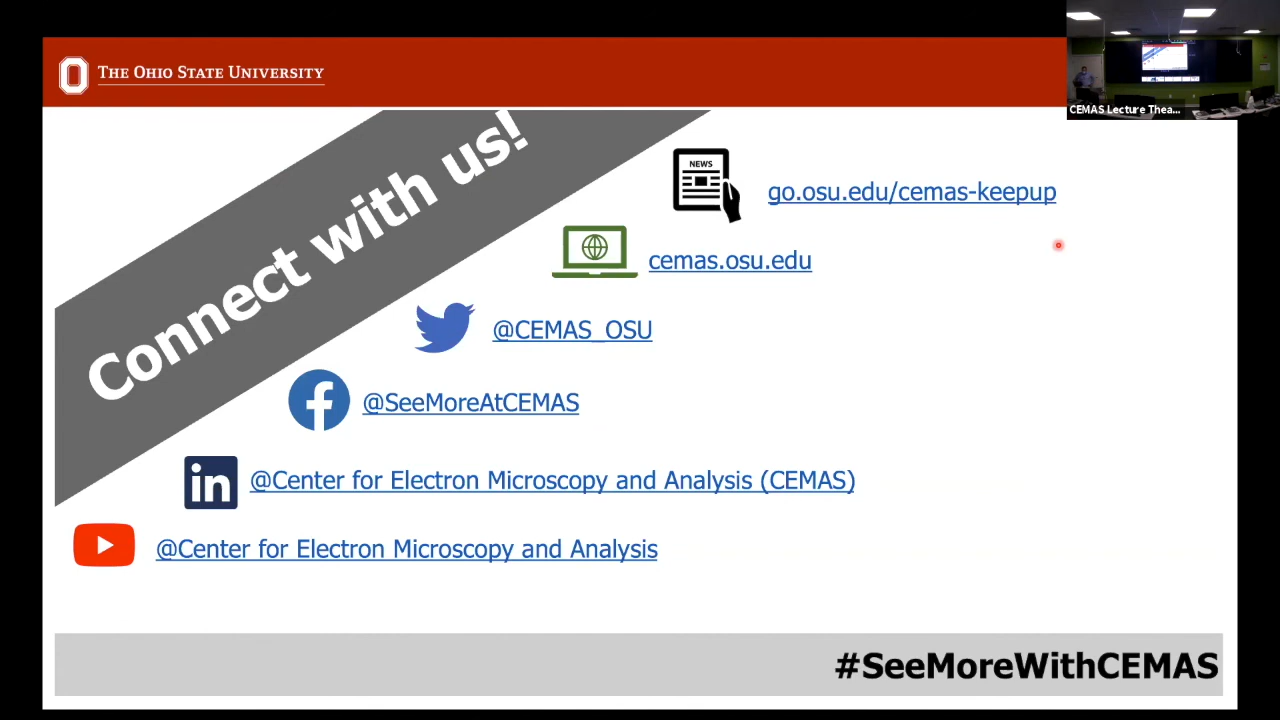 THE OHIO STATE UNIVERSITY
CEMAS Lecture Thea...
Connect with us!
NEWS
go.osu.edu/cemas-keepup
cemas.osu.edu
@CEMAS_OSU
@SeeMoreAtCEMAS
in @Center for Electron Microscopy and Analysis (CEMAS)
@Center for Electron Microscopy and Analysis
#SeeMoreWithCEMAS